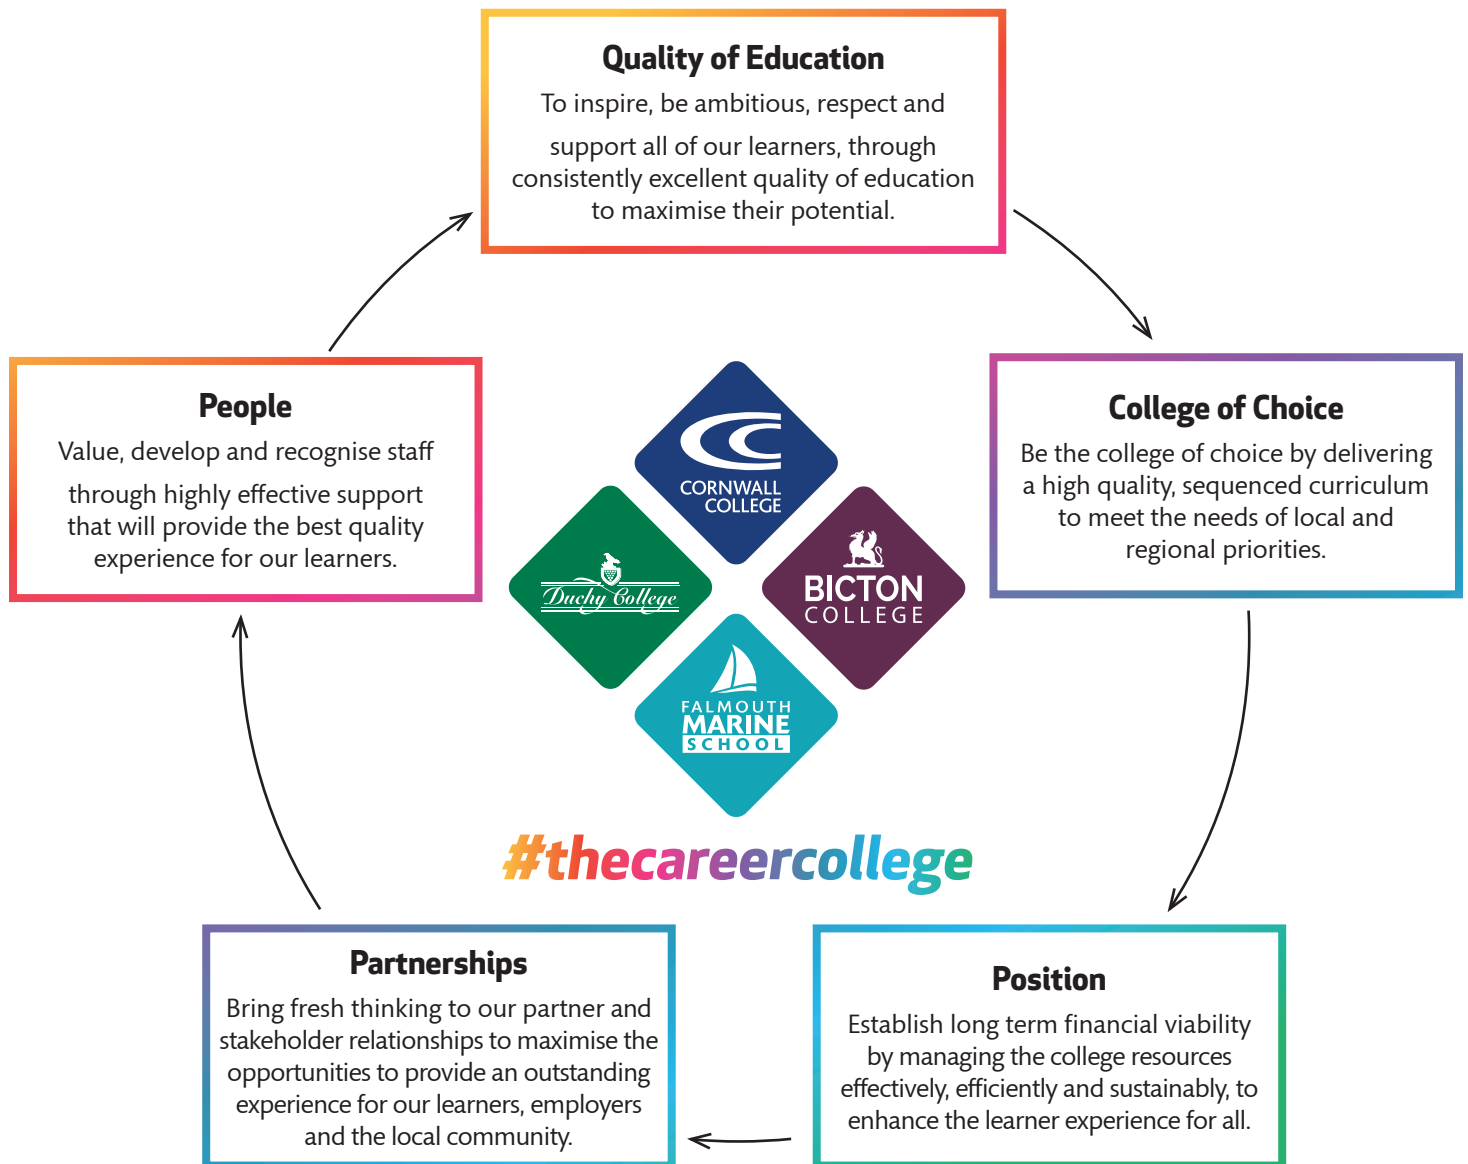 Quality of Education
To inspire, be ambitious, respect and
support all of our learners, through
consistently excellent quality of education
to maximise their potential.
People
Value, develop and recognise staff
through highly effective support
that will provide the best quality
experience for our learners.
College of Choice
Be the college of choice by delivering
a high quality, sequenced curriculum
to meet the needs of local and
regional priorities.
CORNWALL
COLLEGE
Duchy College
BICTON
COLLEGE
FALMOUTH
MARINE
SCHOOL
#thecareercollege
Partnerships
Bring fresh thinking to our partner and
stakeholder relationships to maximise the
opportunities to provide an outstanding
experience for our learners, employers
and the local community.
Position
Establish long term financial viability
by managing the college resources
effectively, efficiently and sustainably, to
enhance the learner experience for all.